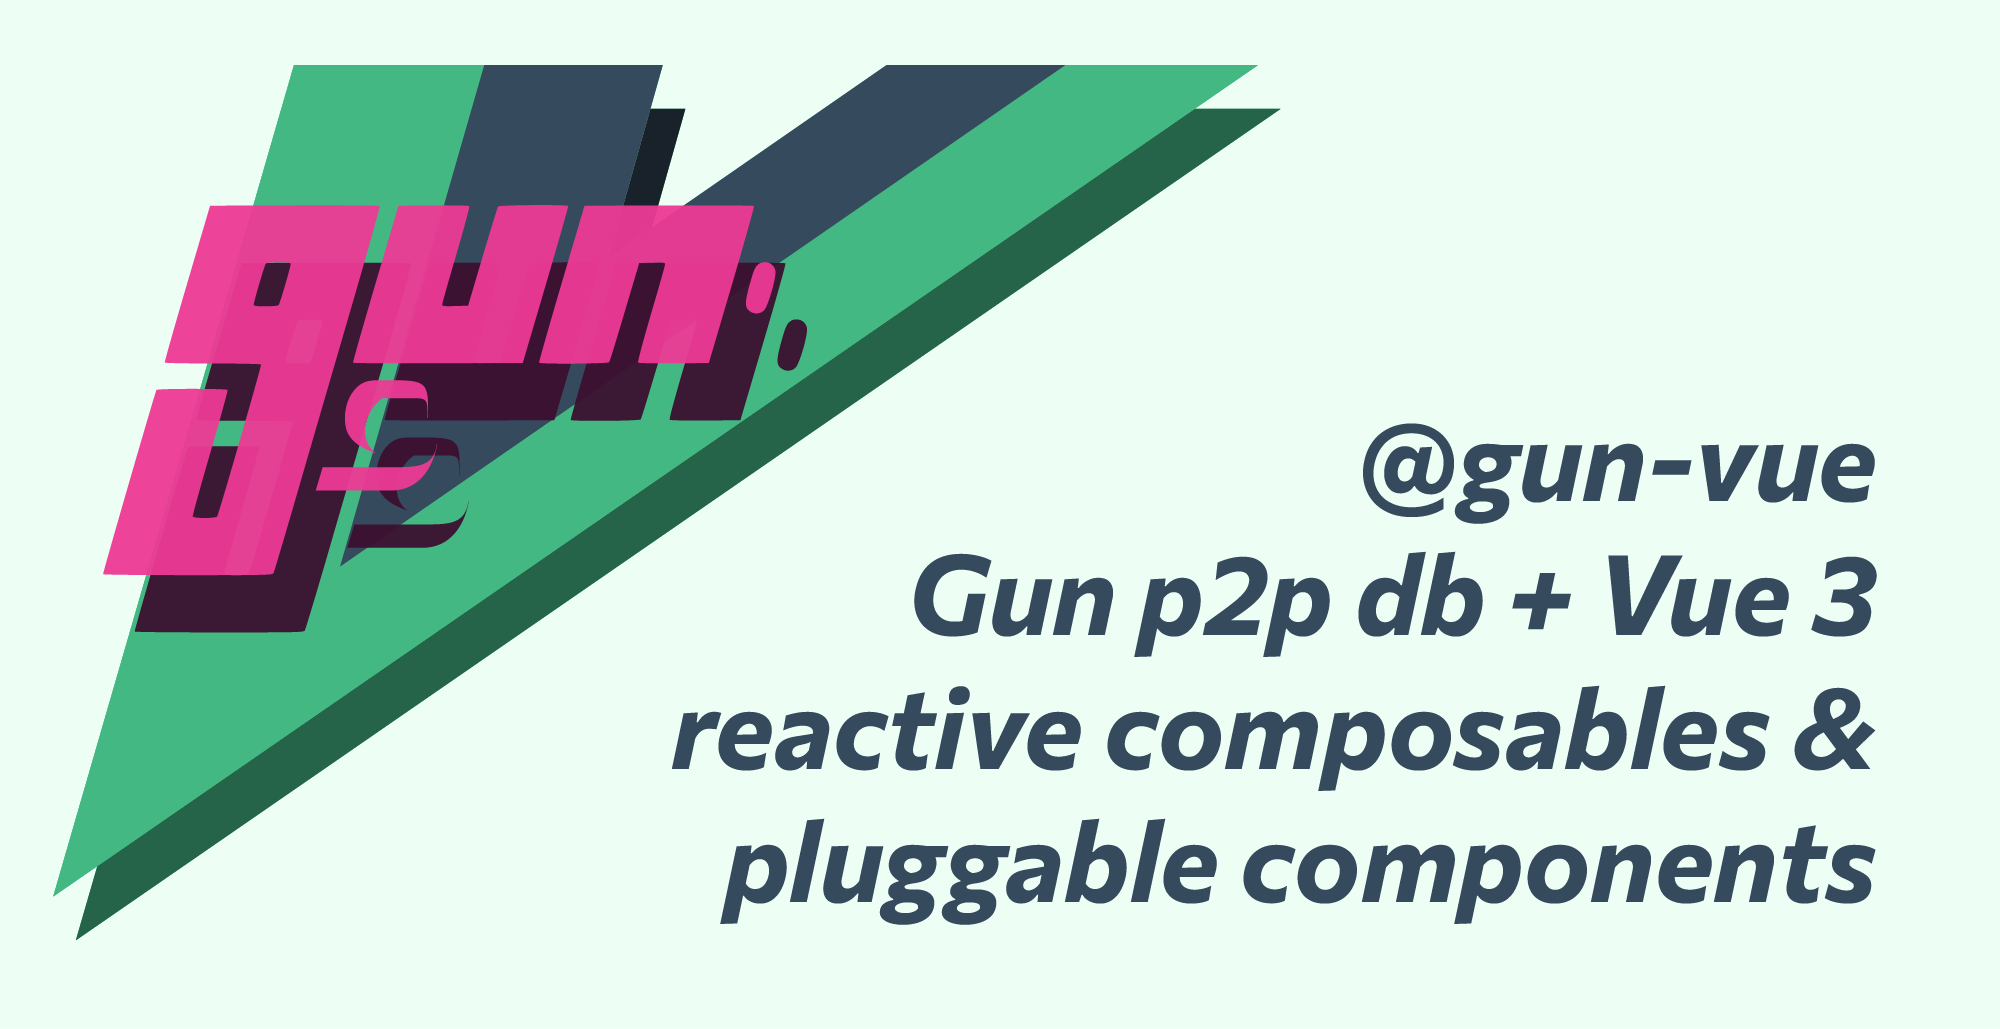 gun
@gun-vue
Gun p2p db + Vue 3
reactive composables &
pluggable components